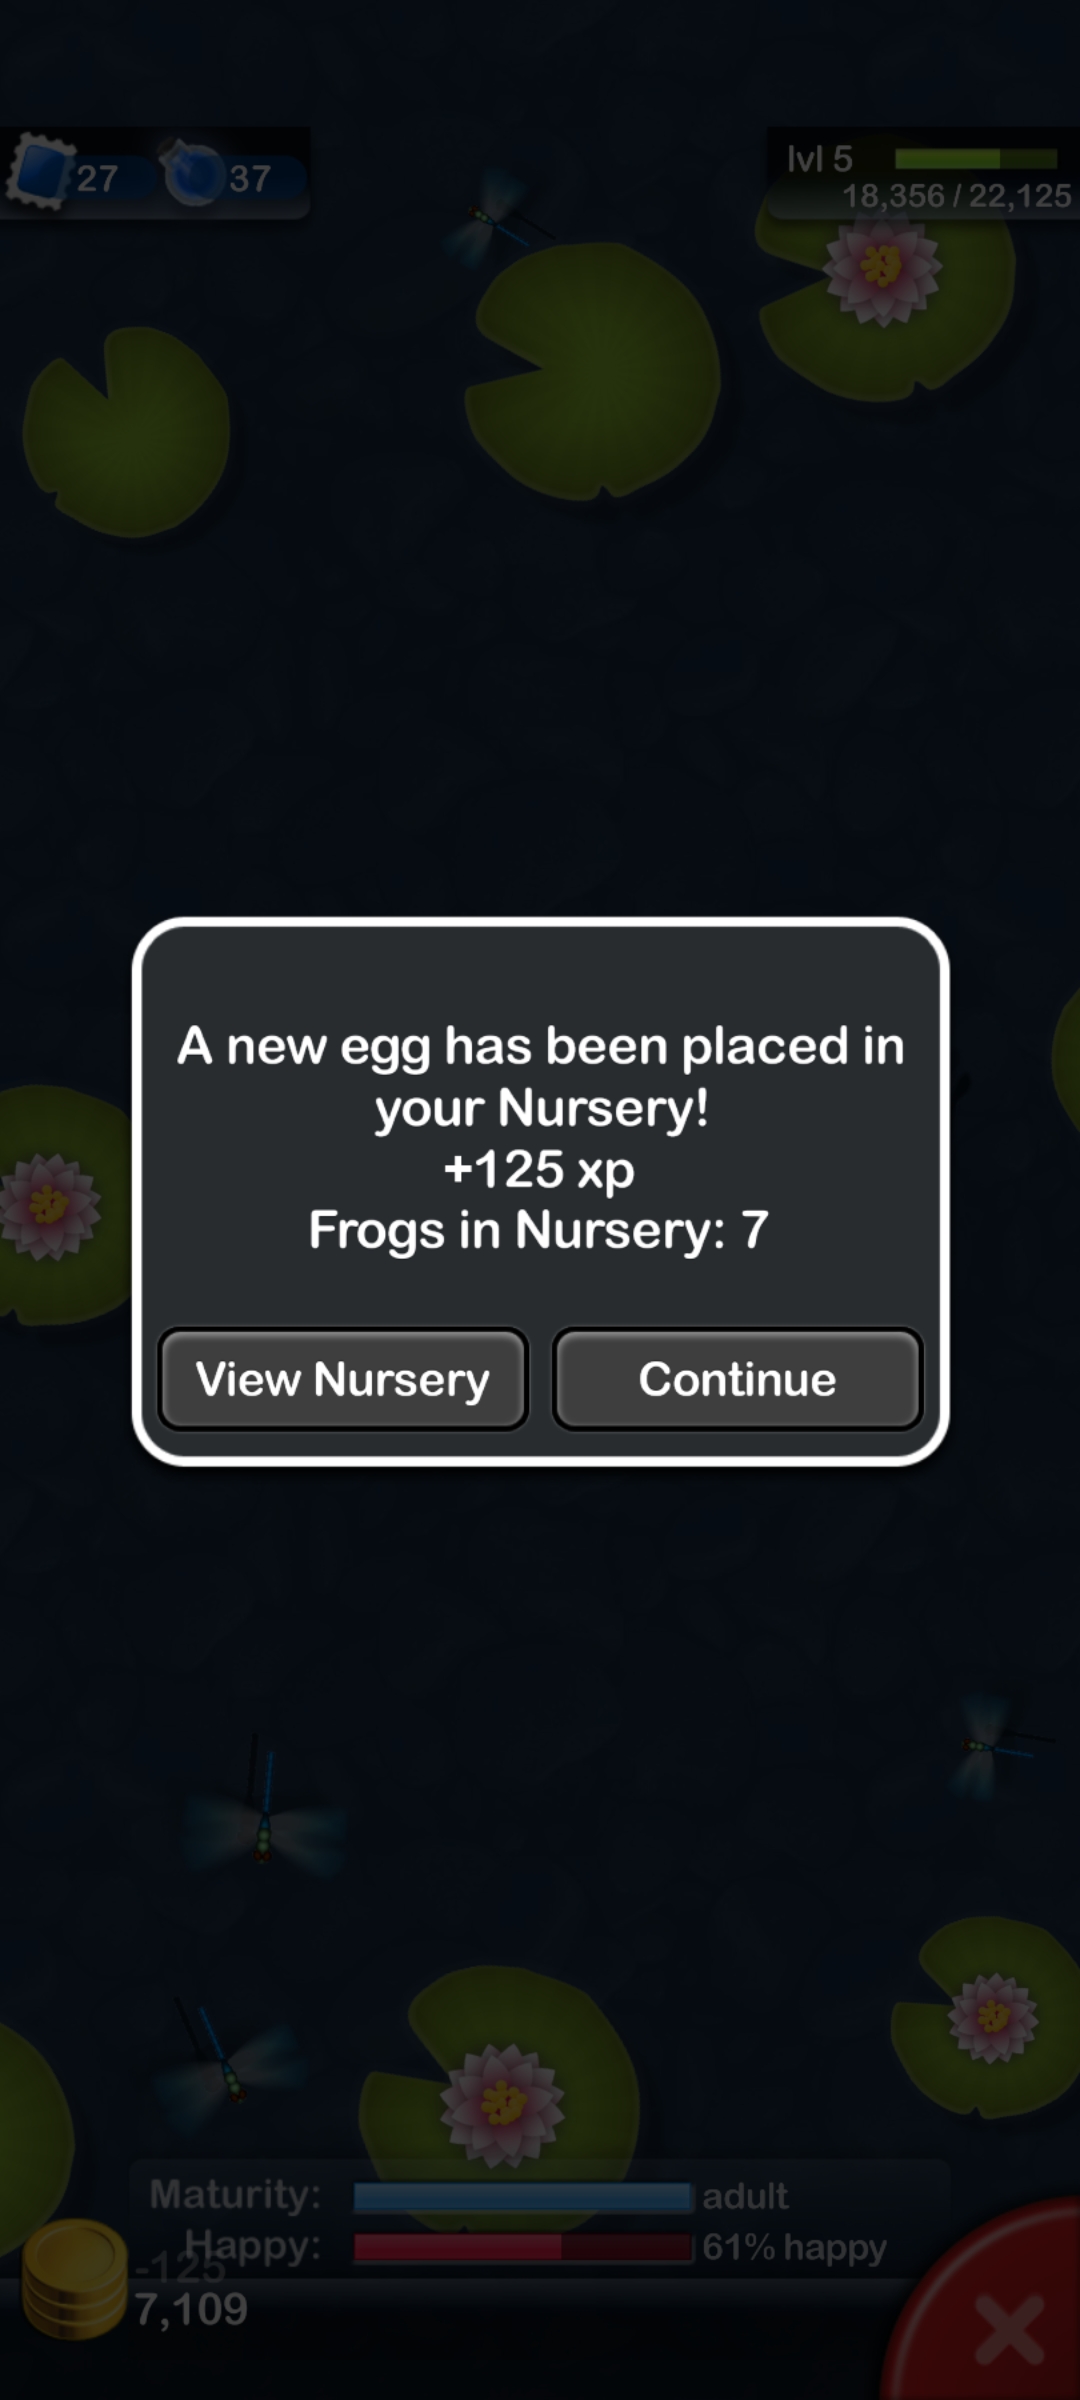 27
37
lvl 5
18,356 / 22,125
A new egg has been placed in
your Nursery!
+125 xp
Frogs in Nursery: 7
View Nursery
Continue
Maturity:
adult
Happy:
61% happy
-125
7,109